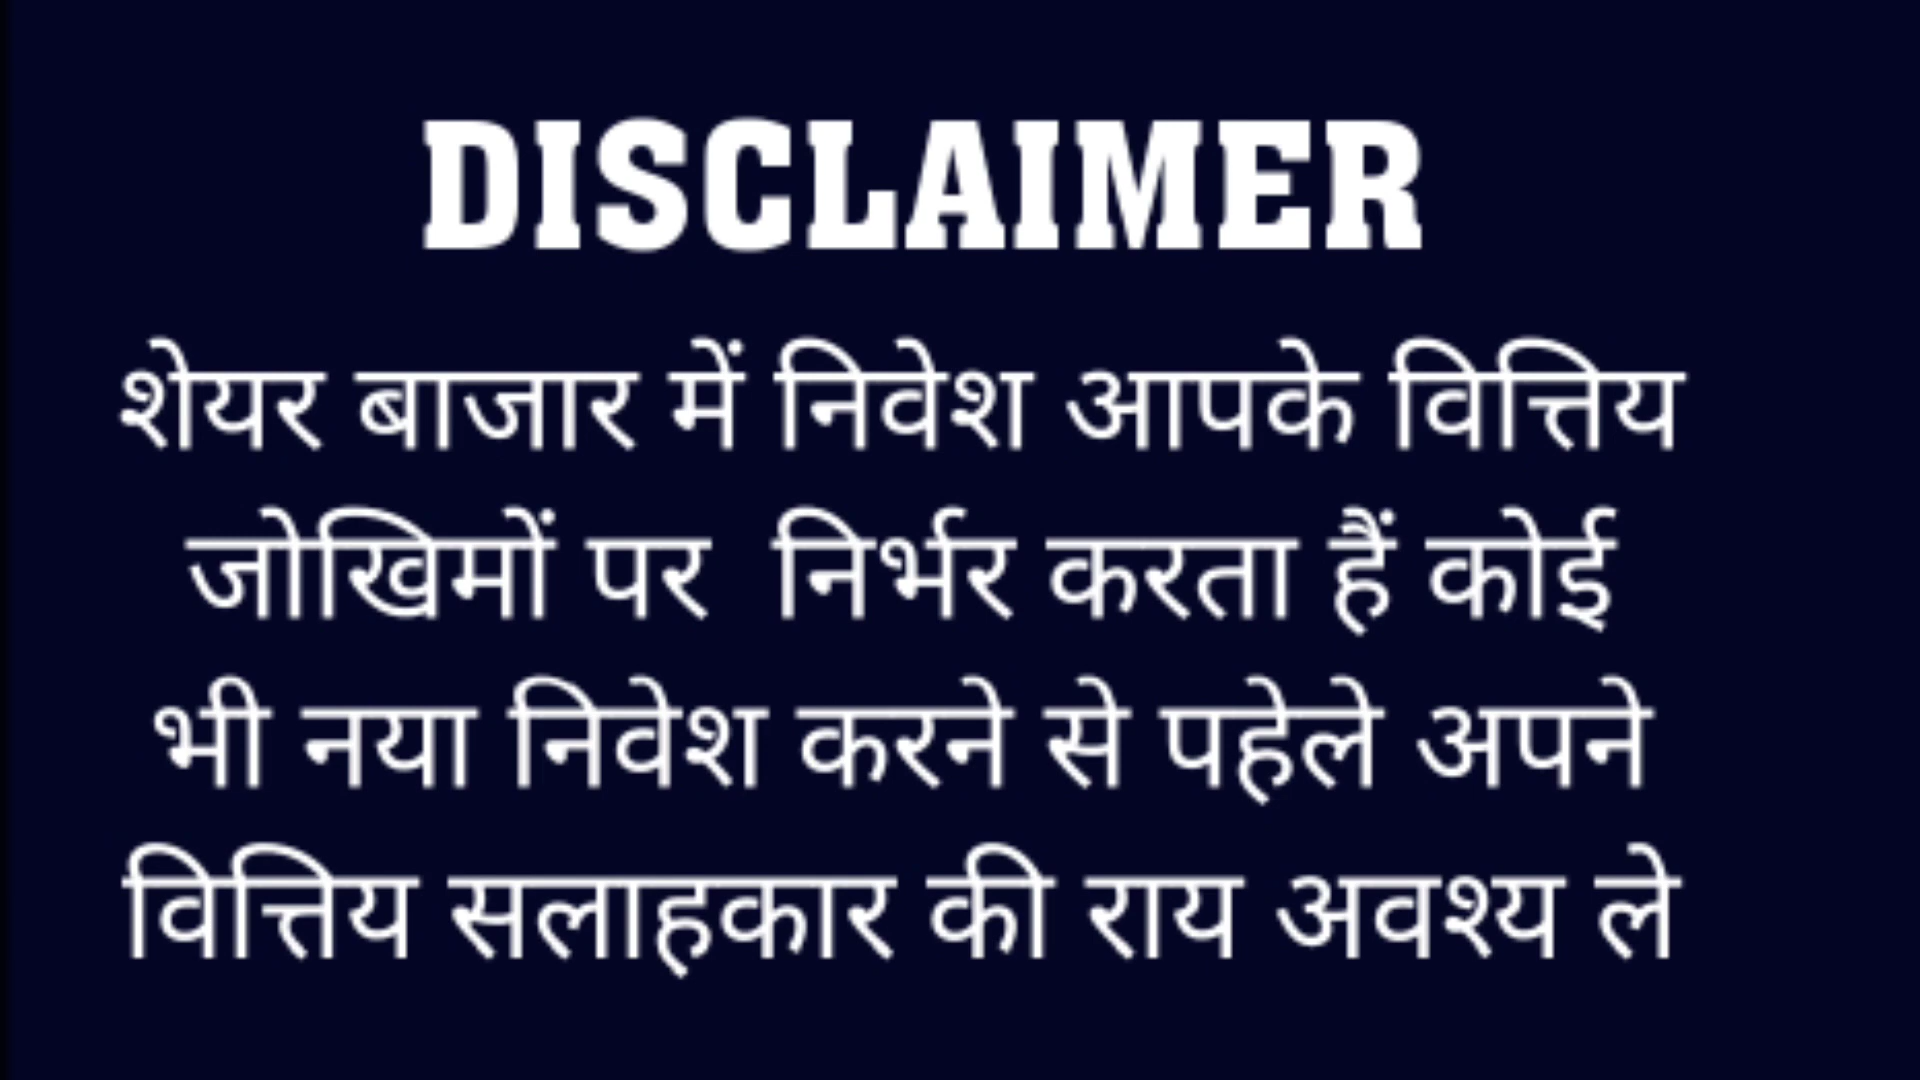 DISCLAIMER
शेयर बाजार में निवेश आपके वित्तिय
जोखिमों पर निर्भर करता हैं कोई
भी नया निवेश करने से पहेले अपने
वित्तिय सलाहकार की राय अवश्य ले